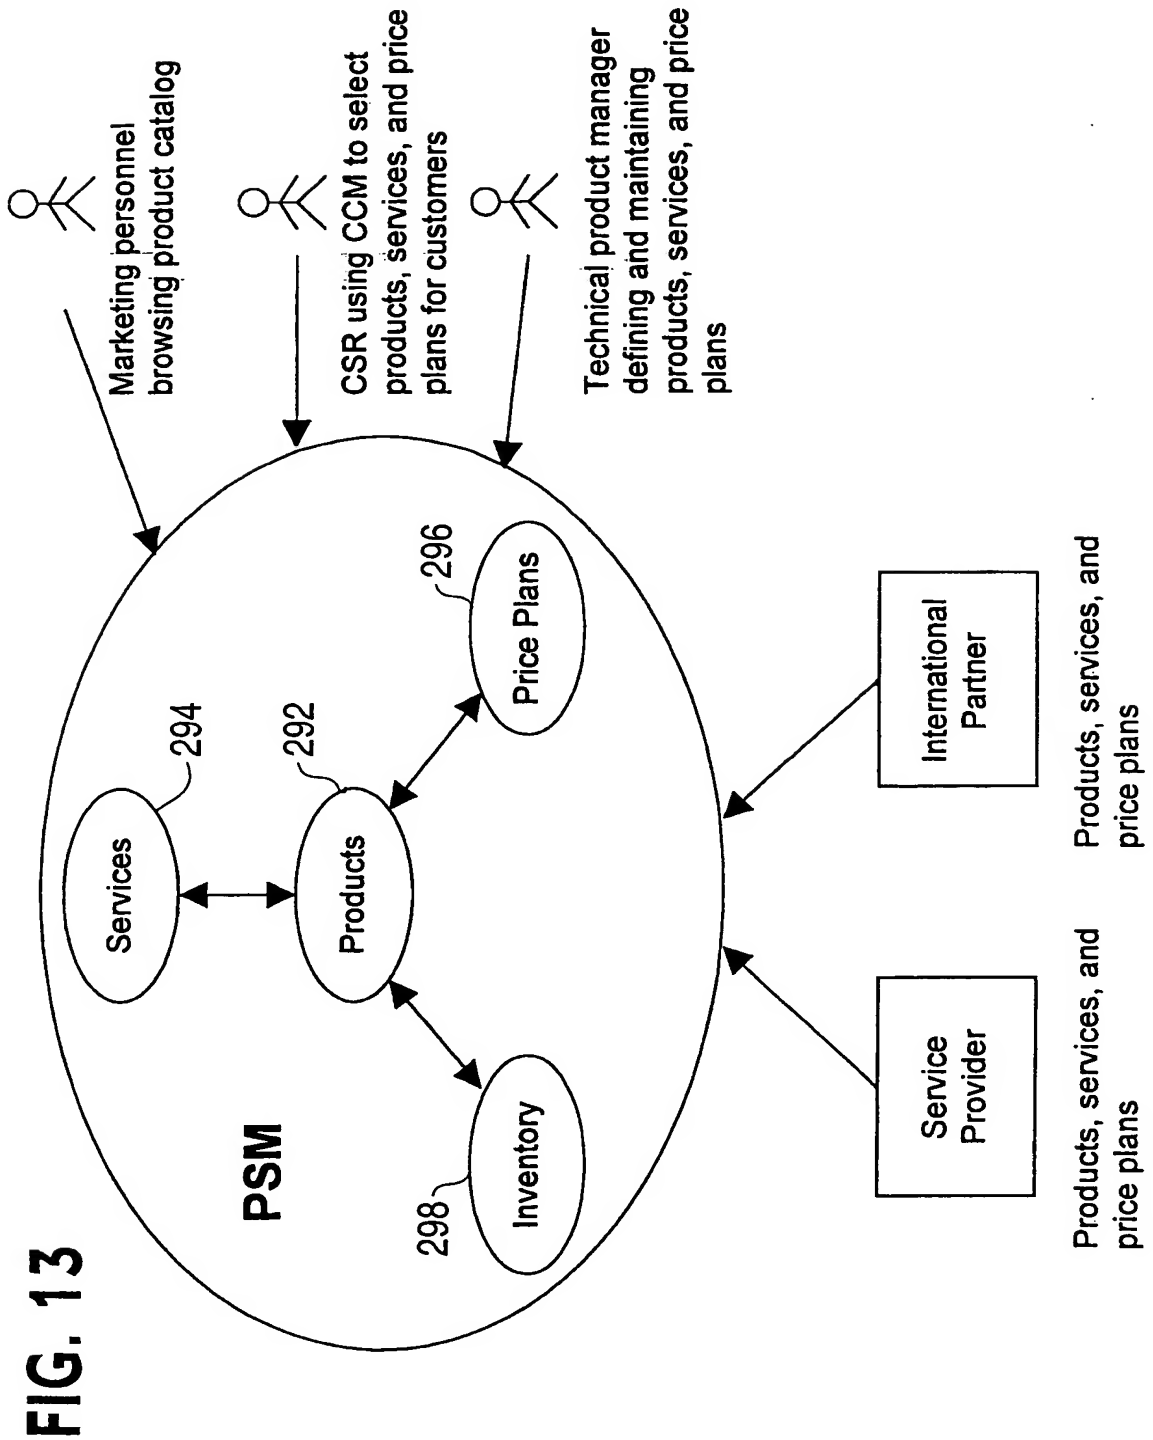 FIG. 13
PSM
Services
294
Products
292
Inventory
298
Price Plans
296
Marketing personnel
browsing product catalog
CSR using CCM to select
products, services, and price
plans for customers
Technical product manager
defining and maintaining
products, services, and price
plans
Service
Provider
Products, services, and
price plans
International
Partner
Products, services, and
price plans